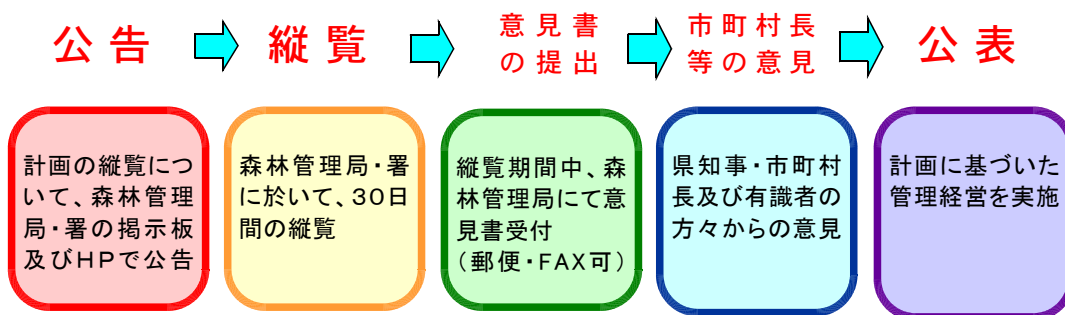 公告
縦覧
意見書
の提出
市町村長
等の意見
公表
計画の縦覧につ
いて、森林管理
局・署の掲示板
及びHPで公告
森林管理局・署
に於いて、30日
間の縦覧
縦覧期間中、森
林管理局にて意
見書受付
(郵便・FAX可)
県知事・市町村
長及び有識者の
方々からの意見
計画に基づいた
管理経営を実施